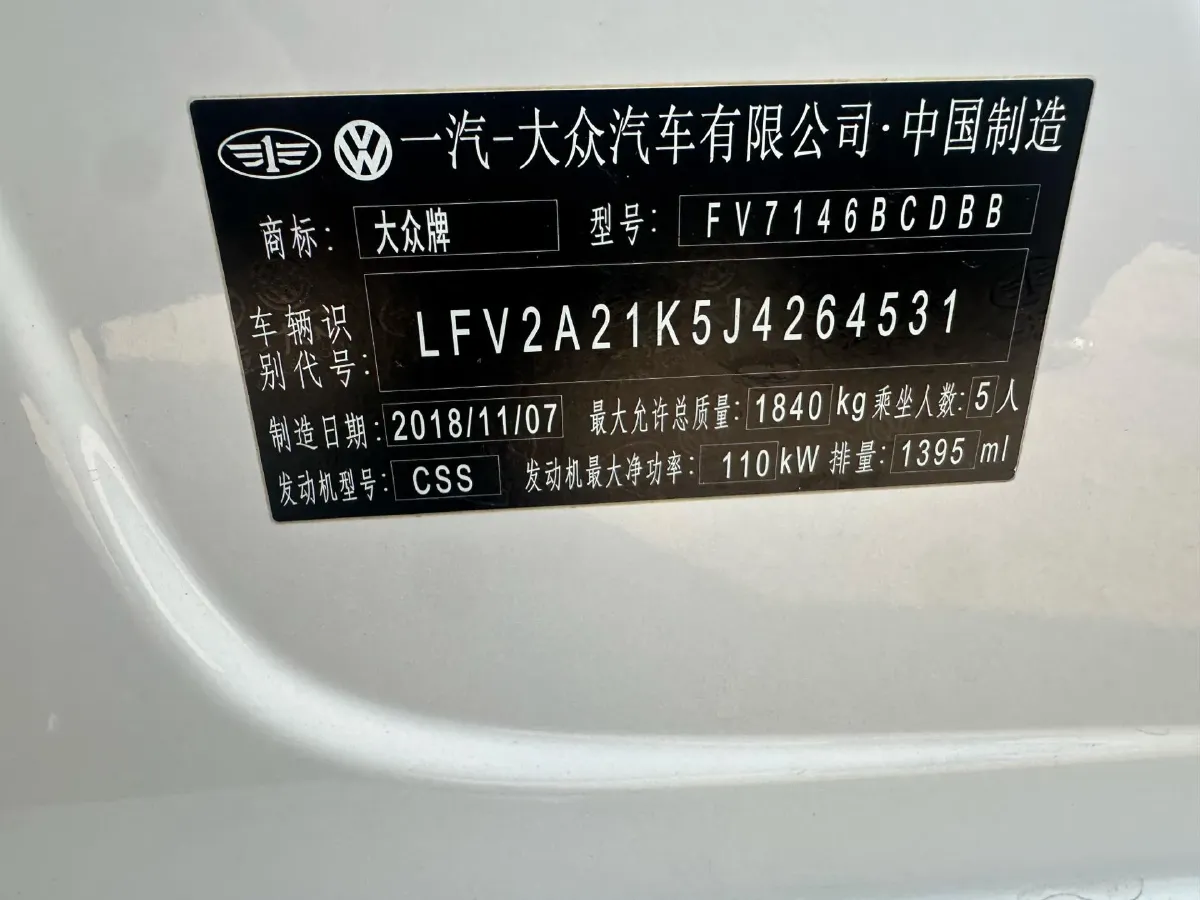 一汽-大众汽车有限公司·中国制造
商标: 大众牌 型号: FV7146BCDBB
车辆识别代号: LFV2A21K5J4264531
制造日期: 2018/11/07 最大允许总质量: 1840 kg 乘坐人数: 5 人
发动机型号: CSS 发动机最大净功率: 110 kW 排量: 1395 ml